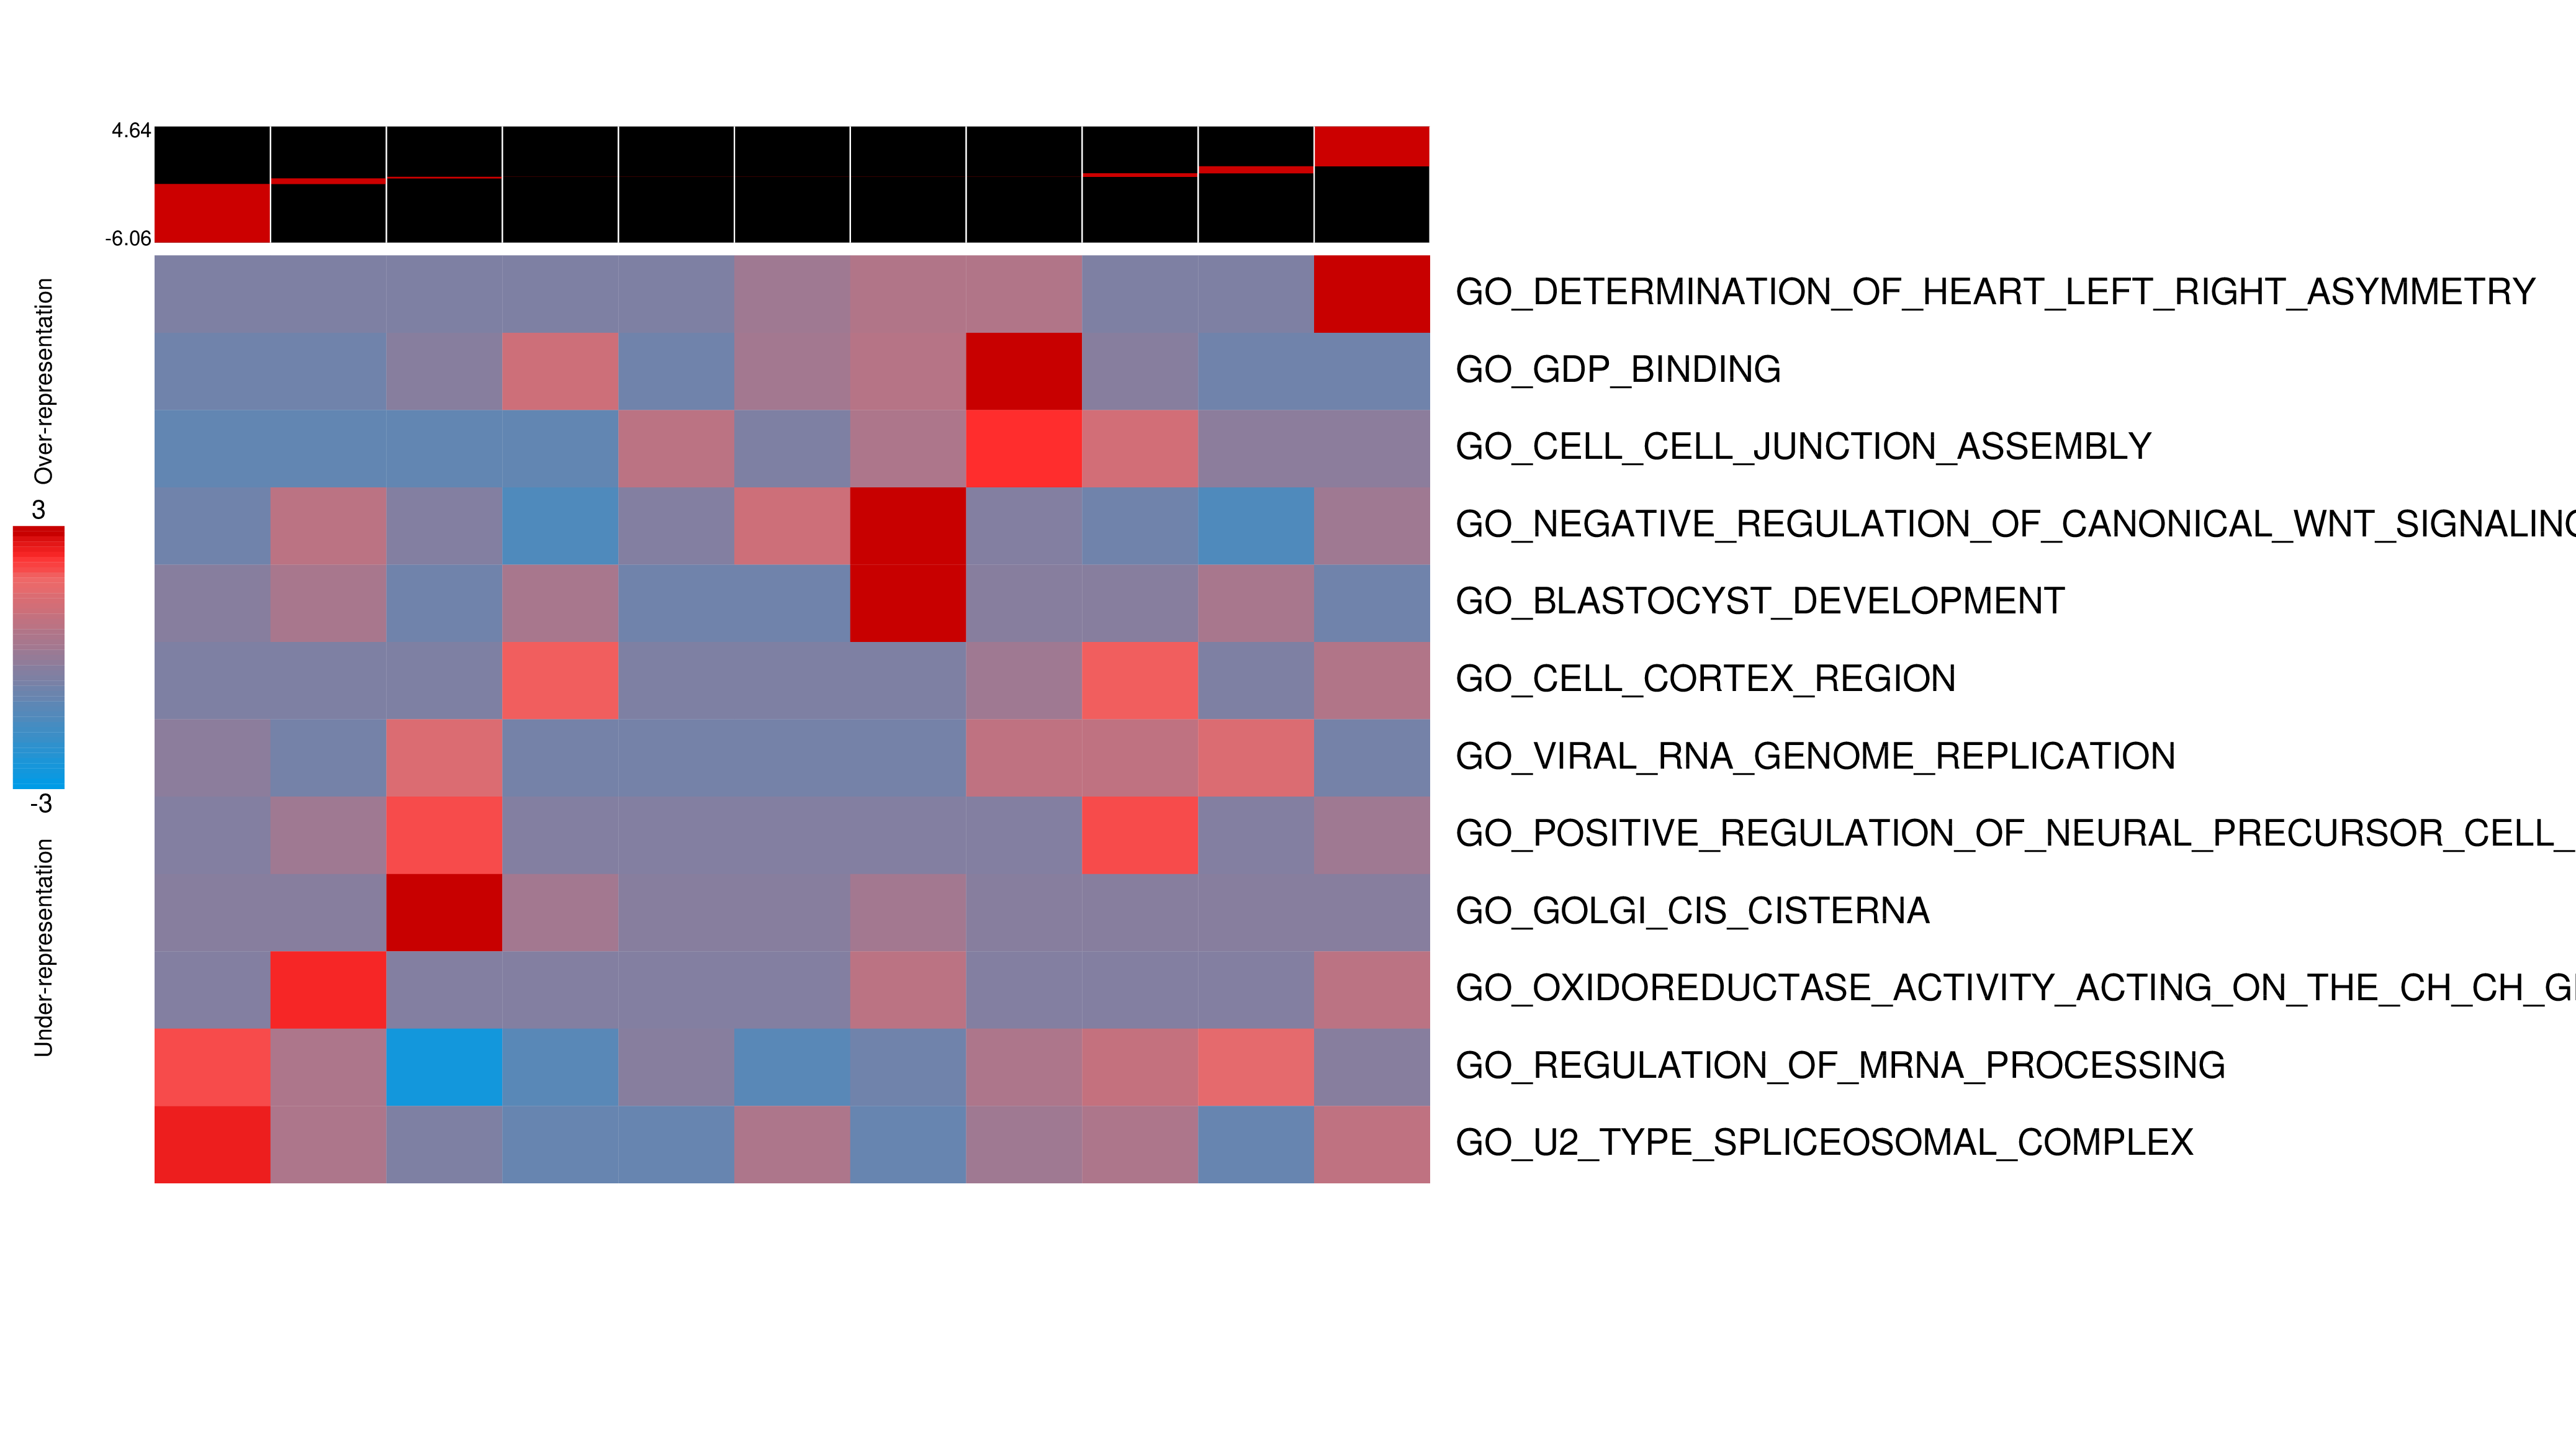 4.64
-6.06
Over-representation
3
-3
Under-representation
GO_DETERMINATION_OF_HEART_LEFT_RIGHT_ASYMMETRY
GO_GDP_BINDING
GO_CELL_CELL_JUNCTION_ASSEMBLY
GO_NEGATIVE_REGULATION_OF_CANONICAL_WNT_SIGNALING
GO_BLASTOCYST_DEVELOPMENT
GO_CELL_CORTEX_REGION
GO_VIRAL_RNA_GENOME_REPLICATION
GO_POSITIVE_REGULATION_OF_NEURAL_PRECURSOR_CELL_
GO_GOLGI_CIS_CISTERNA
GO_OXIDOREDUCTASE_ACTIVITY_ACTING_ON_THE_CH_CH_G
GO_REGULATION_OF_MRNA_PROCESSING
GO_U2_TYPE_SPLICEOSOMAL_COMPLEX